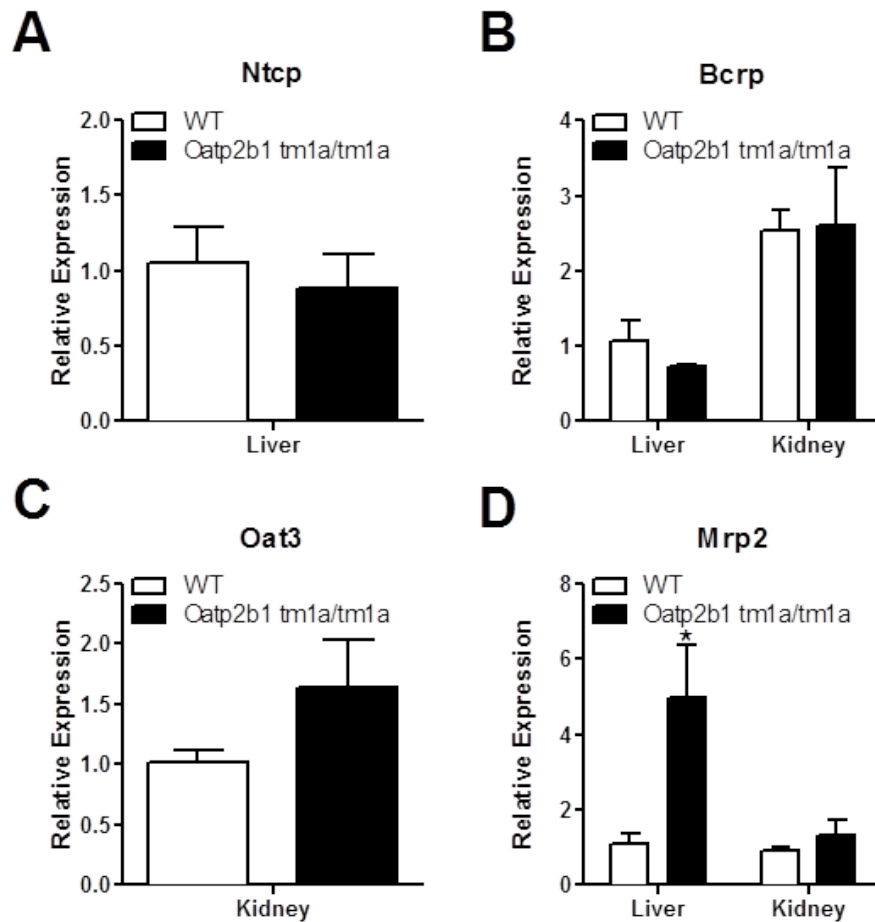 A
Ntcp
WT
Oatp2b1 tm1a/tm1a
Relative Expression
2.0
1.5
1.0
0.5
0.0
Liver
B
Bcrp
WT
Oatp2b1 tm1a/tm1a
Relative Expression
4
3
2
1
0
Liver Kidney
C
Oat3
WT
Oatp2b1 tm1a/tm1a
Relative Expression
2.5
2.0
1.5
1.0
0.5
0.0
Kidney
D
Mrp2
WT
Oatp2b1 tm1a/tm1a
*
Relative Expression
8
6
4
2
0
Liver Kidney